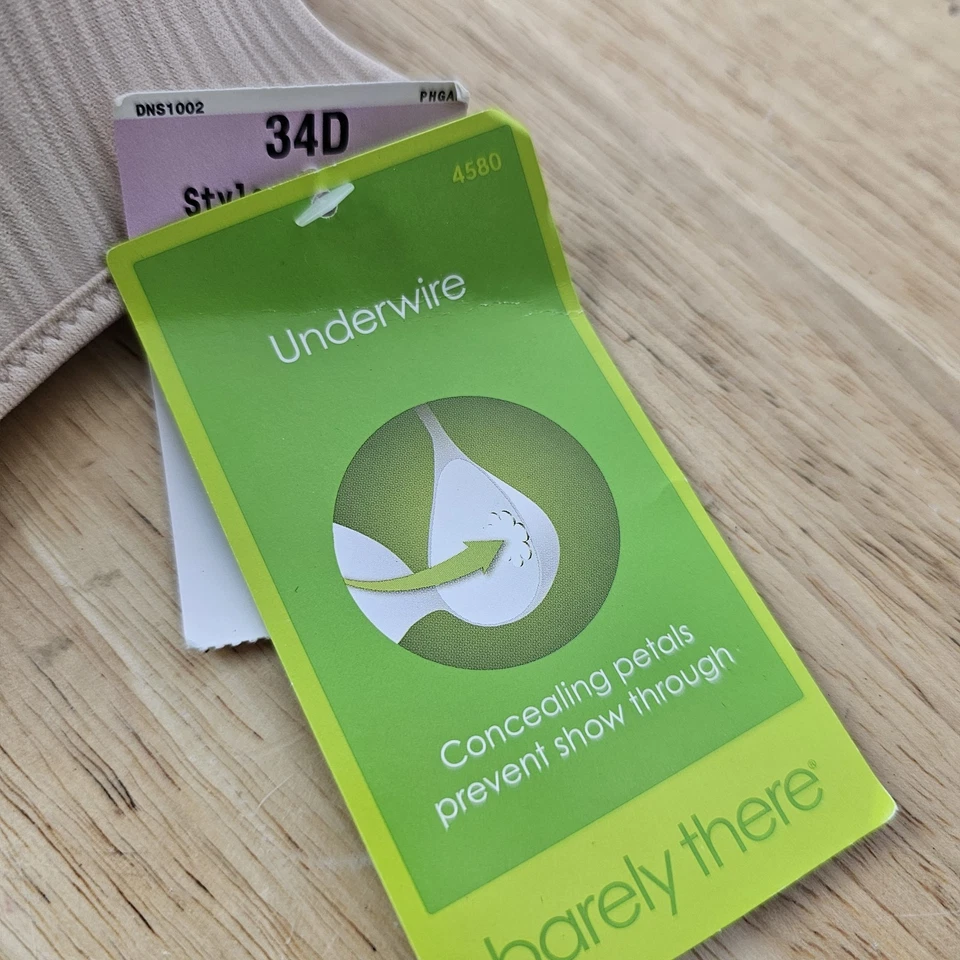 DNS1002 PHGA
34D
4580
Underwire
Concealing petals
prevent show through
barely there®